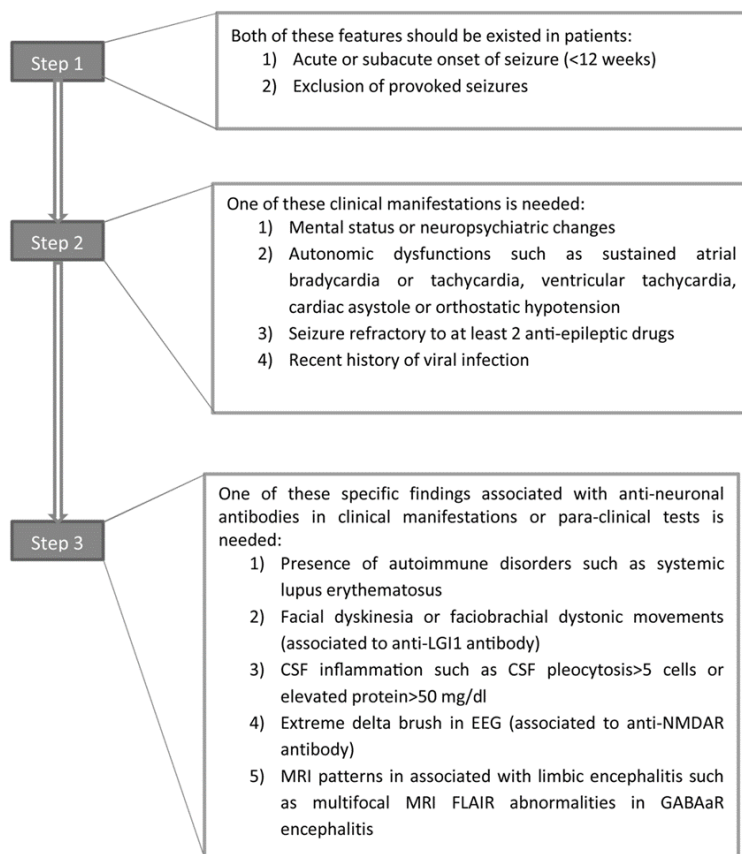 Step 1
Both of these features should be existed in patients:
1) Acute or subacute onset of seizure (<12 weeks)
2) Exclusion of provoked seizures
Step 2
One of these clinical manifestations is needed:
1) Mental status or neuropsychiatric changes
2) Autonomic dysfunctions such as sustained atrial
bradycardia or tachycardia, ventricular tachycardia,
cardiac asystole or orthostatic hypotension
3) Seizure refractory to at least 2 anti-epileptic drugs
4) Recent history of viral infection
Step 3
One of these specific findings associated with anti-neuronal
antibodies in clinical manifestations or para-clinical tests is
needed:
1) Presence of autoimmune disorders such as systemic
lupus erythematosus
2) Facial dyskinesia or faciobrachial dystonic movements
(associated to anti-LGI1 antibody)
3) CSF inflammation such as CSF pleocytosis>5 cells or
elevated protein>50 mg/dl
4) Extreme delta brush in EEG (associated to anti-NMDAR
antibody)
5) MRI patterns in associated with limbic encephalitis such
as multifocal MRI FLAIR abnormalities in GABAaR
encephalitis